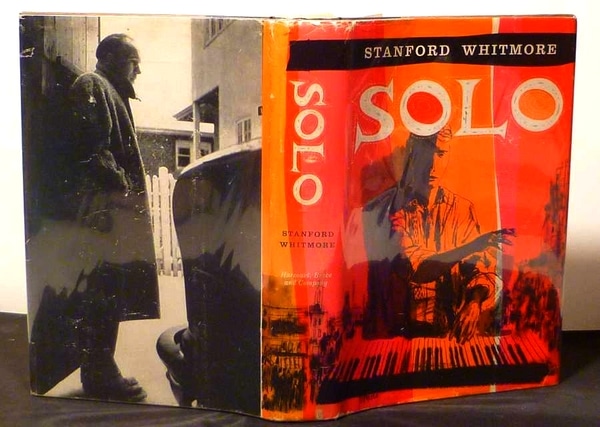 STANFORD WHITMORE
SOLO
SOLO
STANFORD
WHITMORE
Harcourt, Brace
and Company